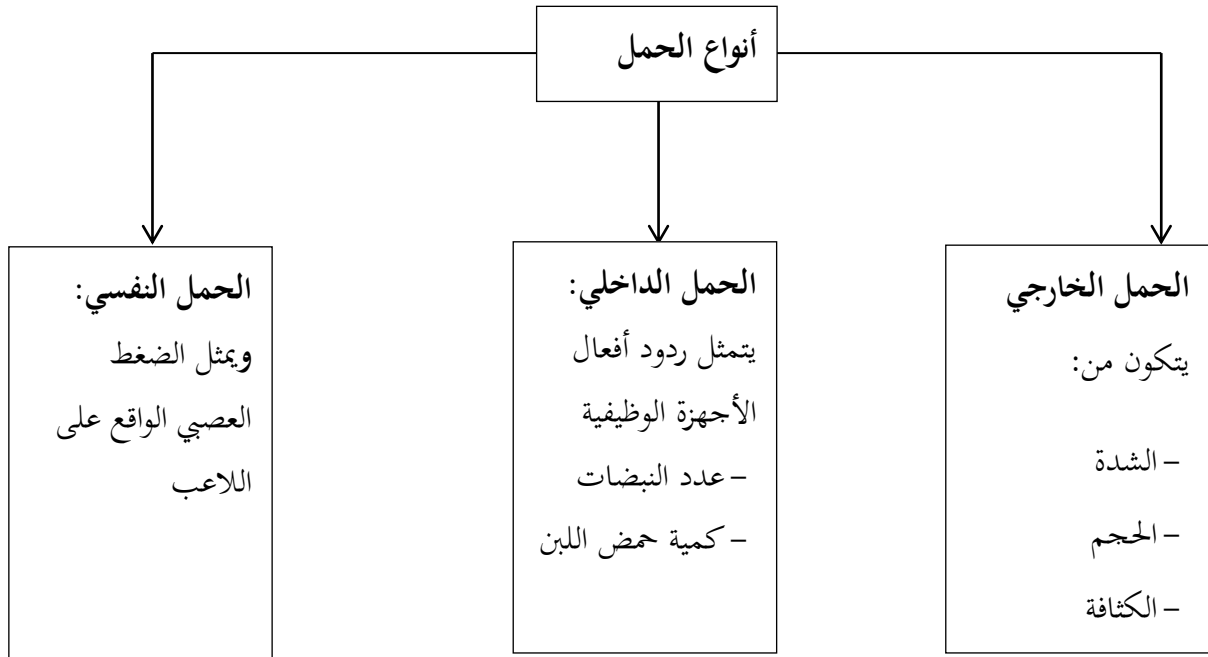 أنواع الحمل
الحمل الخارجي
يتكون من:
– الشدة
– الحجم
– الكثافة
الحمل الداخلي:
يتمثل ردود أفعال
الأجهزة الوظيفية
– عدد النبضات
– كمية حمض اللبن
الحمل النفسي:
ويمثل الضغط
العصبي الواقع على
اللاعب